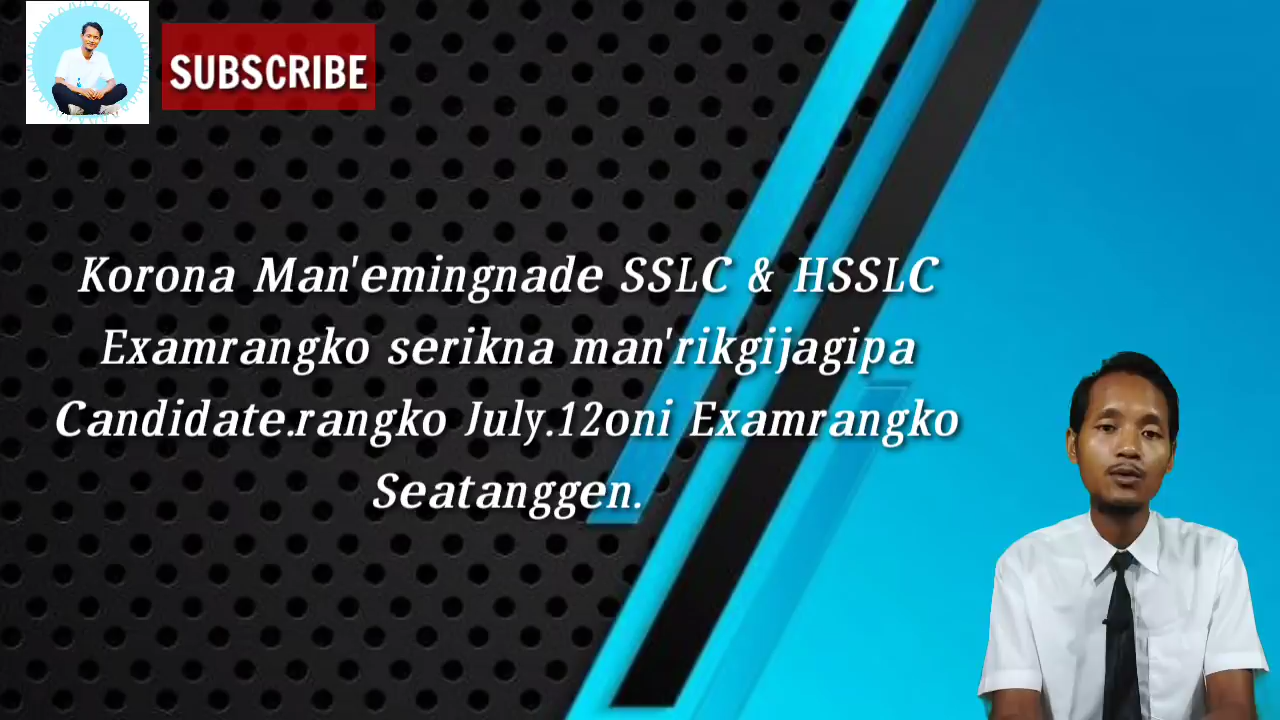 SUBSCRIBE
Korona Man'emingnade SSLC & HSSLC
Examrangko serikna man'rikgijagipa
Candidate.rangko July.12oni Examrangko
Seatanggen.